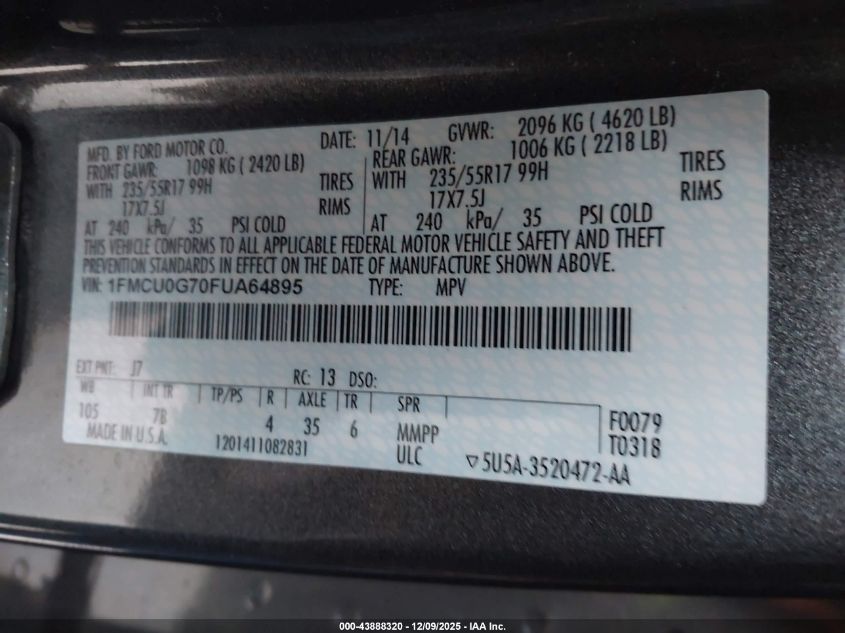 MFD. BY FORD MOTOR CO. DATE: 11/14 GVWR: 2096 KG ( 4620 LB)
FRONT GAWR: 1098 KG ( 2420 LB) REAR GAWR: 1006 KG ( 2218 LB)
WITH 235/55R17 99H TIRES WITH 235/55R17 99H TIRES
17X7.5J RIMS 17X7.5J RIMS
AT 240 kPa/ 35 PSI COLD AT 240 kPa/ 35 PSI COLD
THIS VEHICLE CONFORMS TO ALL APPLICABLE FEDERAL MOTOR VEHICLE SAFETY AND THEFT
PREVENTION STANDARDS IN EFFECT ON THE DATE OF MANUFACTURE SHOWN ABOVE.
VIN: 1FMCU0G70FUA64895 TYPE: MPV
EXT PNT: J7 RC: 13 DSO:
WB INT TR TP/PS R AXLE TR SPR
105 7B 4 35 6 MMPP F0079
MADE IN U.S.A. 1201411082831 ULC T0318
▽5U5A-3520472-AA
000-43888320 - 12/09/2025 - IAA Inc.